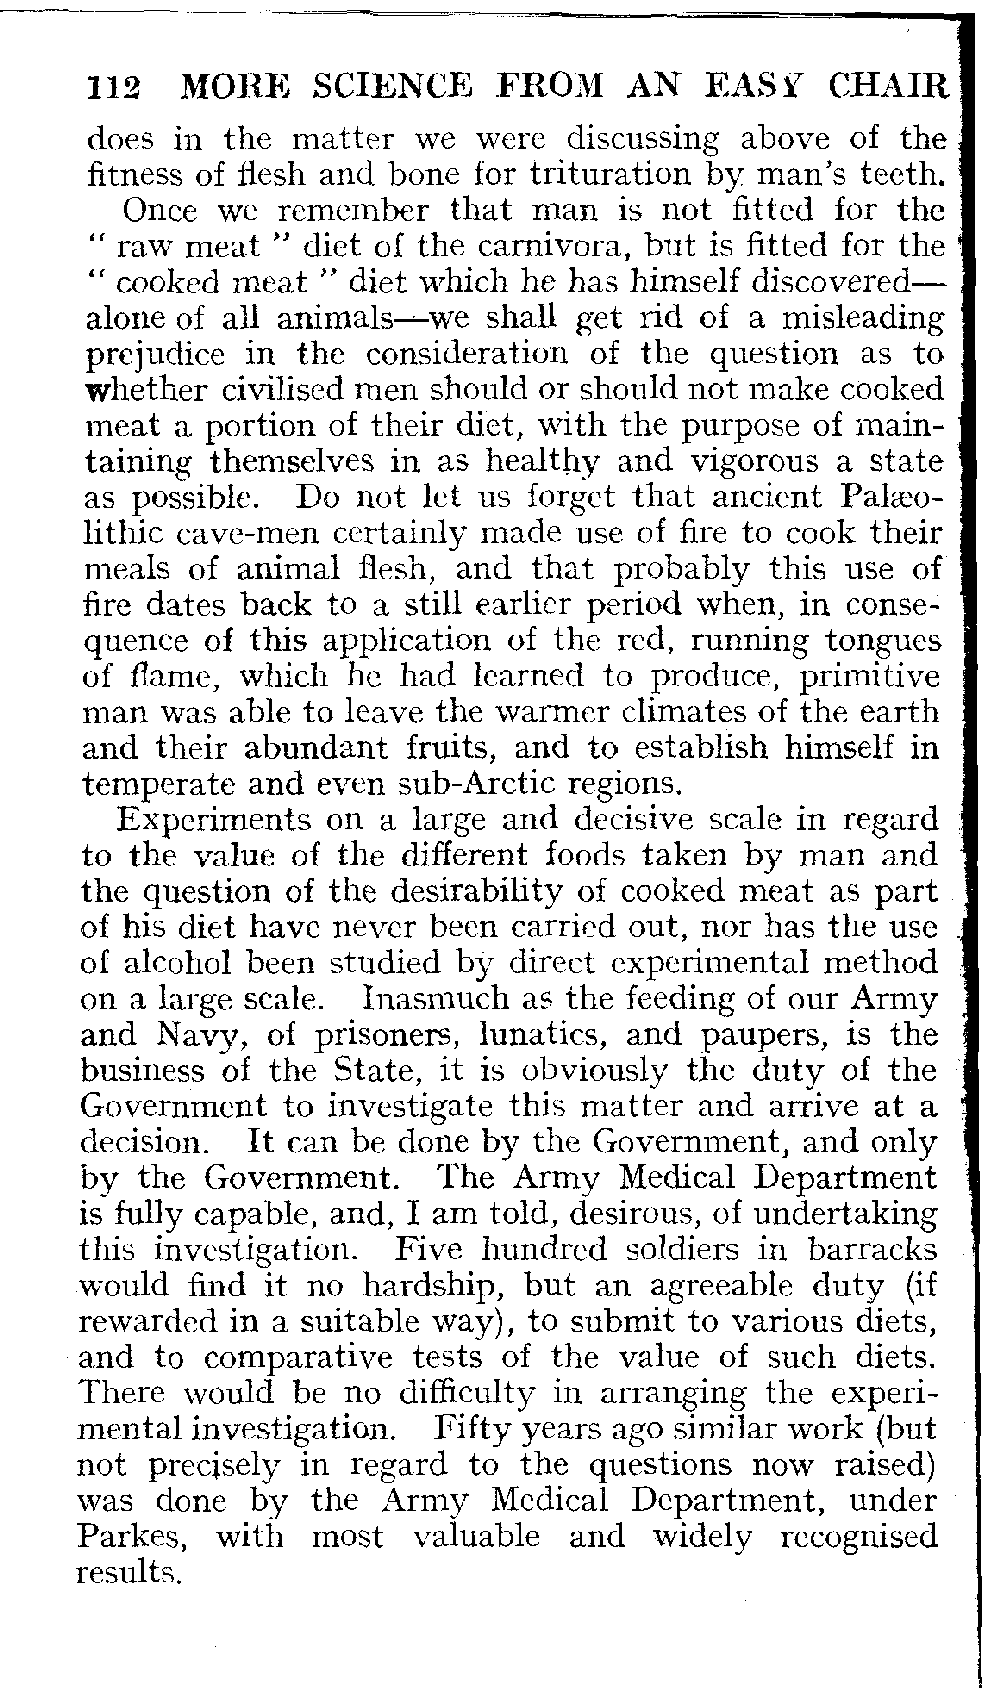 112 MORE SCIENCE FROM AN EASY CHAIR
does in the matter we were discussing above of the
fitness of flesh and bone for trituration by man's teeth.
Once we remember that man is not fitted for the
" raw meat " diet of the carnivora, but is fitted for the
" cooked meat " diet which he has himself discovered—
alone of all animals—we shall get rid of a misleading
prejudice in the consideration of the question as to
whether civilised men should or should not make cooked
meat a portion of their diet, with the purpose of main-
taining themselves in as healthy and vigorous a state
as possible. Do not let us forget that ancient Palæo-
lithic cave-men certainly made use of fire to cook their
meals of animal flesh, and that probably this use of
fire dates back to a still earlier period when, in conse-
quence of this application of the red, running tongues
of flame, which he had learned to produce, primitive
man was able to leave the warmer climates of the earth
and their abundant fruits, and to establish himself in
temperate and even sub-Arctic regions.
Experiments on a large and decisive scale in regard
to the value of the different foods taken by man and
the question of the desirability of cooked meat as part
of his diet have never been carried out, nor has the use
of alcohol been studied by direct experimental method
on a large scale. Inasmuch as the feeding of our Army
and Navy, of prisoners, lunatics, and paupers, is the
business of the State, it is obviously the duty of the
Government to investigate this matter and arrive at a
decision. It can be done by the Government, and only
by the Government. The Army Medical Department
is fully capable, and, I am told, desirous, of undertaking
this investigation. Five hundred soldiers in barracks
would find it no hardship, but an agreeable duty (if
rewarded in a suitable way), to submit to various diets,
and to comparative tests of the value of such diets.
There would be no difficulty in arranging the experi-
mental investigation. Fifty years ago similar work (but
not precisely in regard to the questions now raised)
was done by the Army Medical Department, under
Parkes, with most valuable and widely recognised
results.